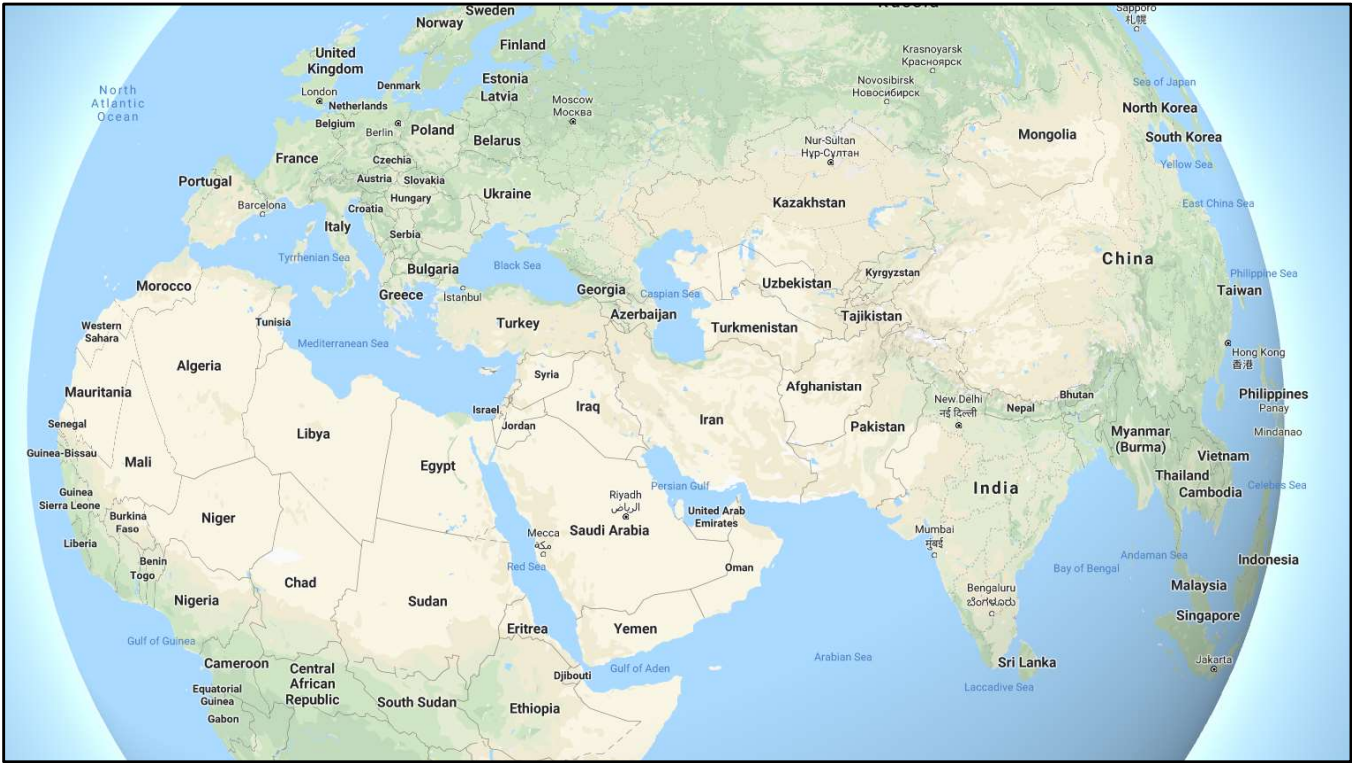 Sweden
Norway
Finland
United
Kingdom
London
Denmark
Netherlands
Belgium
Berlin
Poland
Estonia
Latvia
Moscow
Москва
Belarus
Krasnoyarsk
Красноярск
Novosibirsk
Новосибирск
Sapporo
札幌
North
Atlantic
Ocean
France
Czechia
Austria
Slovakia
Hungary
Ukraine
Nur-Sultan
Нұр-Сұлтан
Mongolia
Sea of Japan
North Korea
South Korea
Yellow Sea
Portugal
Barcelona
Croatia
Italy
Serbia
Kazakhstan
East China Sea
Tyrrhenian Sea
Bulgaria
Black Sea
Greece
Istanbul
Georgia
Azerbaijan
Caspian Sea
Uzbekistan
Kyrgyzstan
Tajikistan
Turkmenistan
China
Philippine Sea
Taiwan
Morocco
Western
Sahara
Algeria
Tunisia
Mediterranean Sea
Turkey
Hong Kong
香港
Mauritania
Senegal
Guinea-Bissau
Mali
Libya
Egypt
Israel
Syria
Jordan
Iraq
Iran
Afghanistan
Pakistan
New Delhi
नई दिल्ली
Nepal
Bhutan
Philippines
Panay
Mindanao
Myanmar
(Burma)
Vietnam
Thailand
Cambodia
Celebes Sea
Guinea
Sierra Leone
Burkina
Faso
Liberia
Niger
Persian Gulf
Riyadh
الرياض
Saudi Arabia
United Arab
Emirates
Mecca
مكة
Red Sea
Oman
India
Mumbai
मुंबई
Bay of Bengal
Andaman Sea
Indonesia
Benin
Togo
Nigeria
Chad
Sudan
Eritrea
Yemen
Bengaluru
ಬೆಂಗಳೂರು
Malaysia
Singapore
Jakarta
Gulf of Guinea
Cameroon
Central
African
Republic
South Sudan
Djibouti
Gulf of Aden
Arabian Sea
Sri Lanka
Laccadive Sea
Equatorial
Guinea
Gabon
Ethiopia